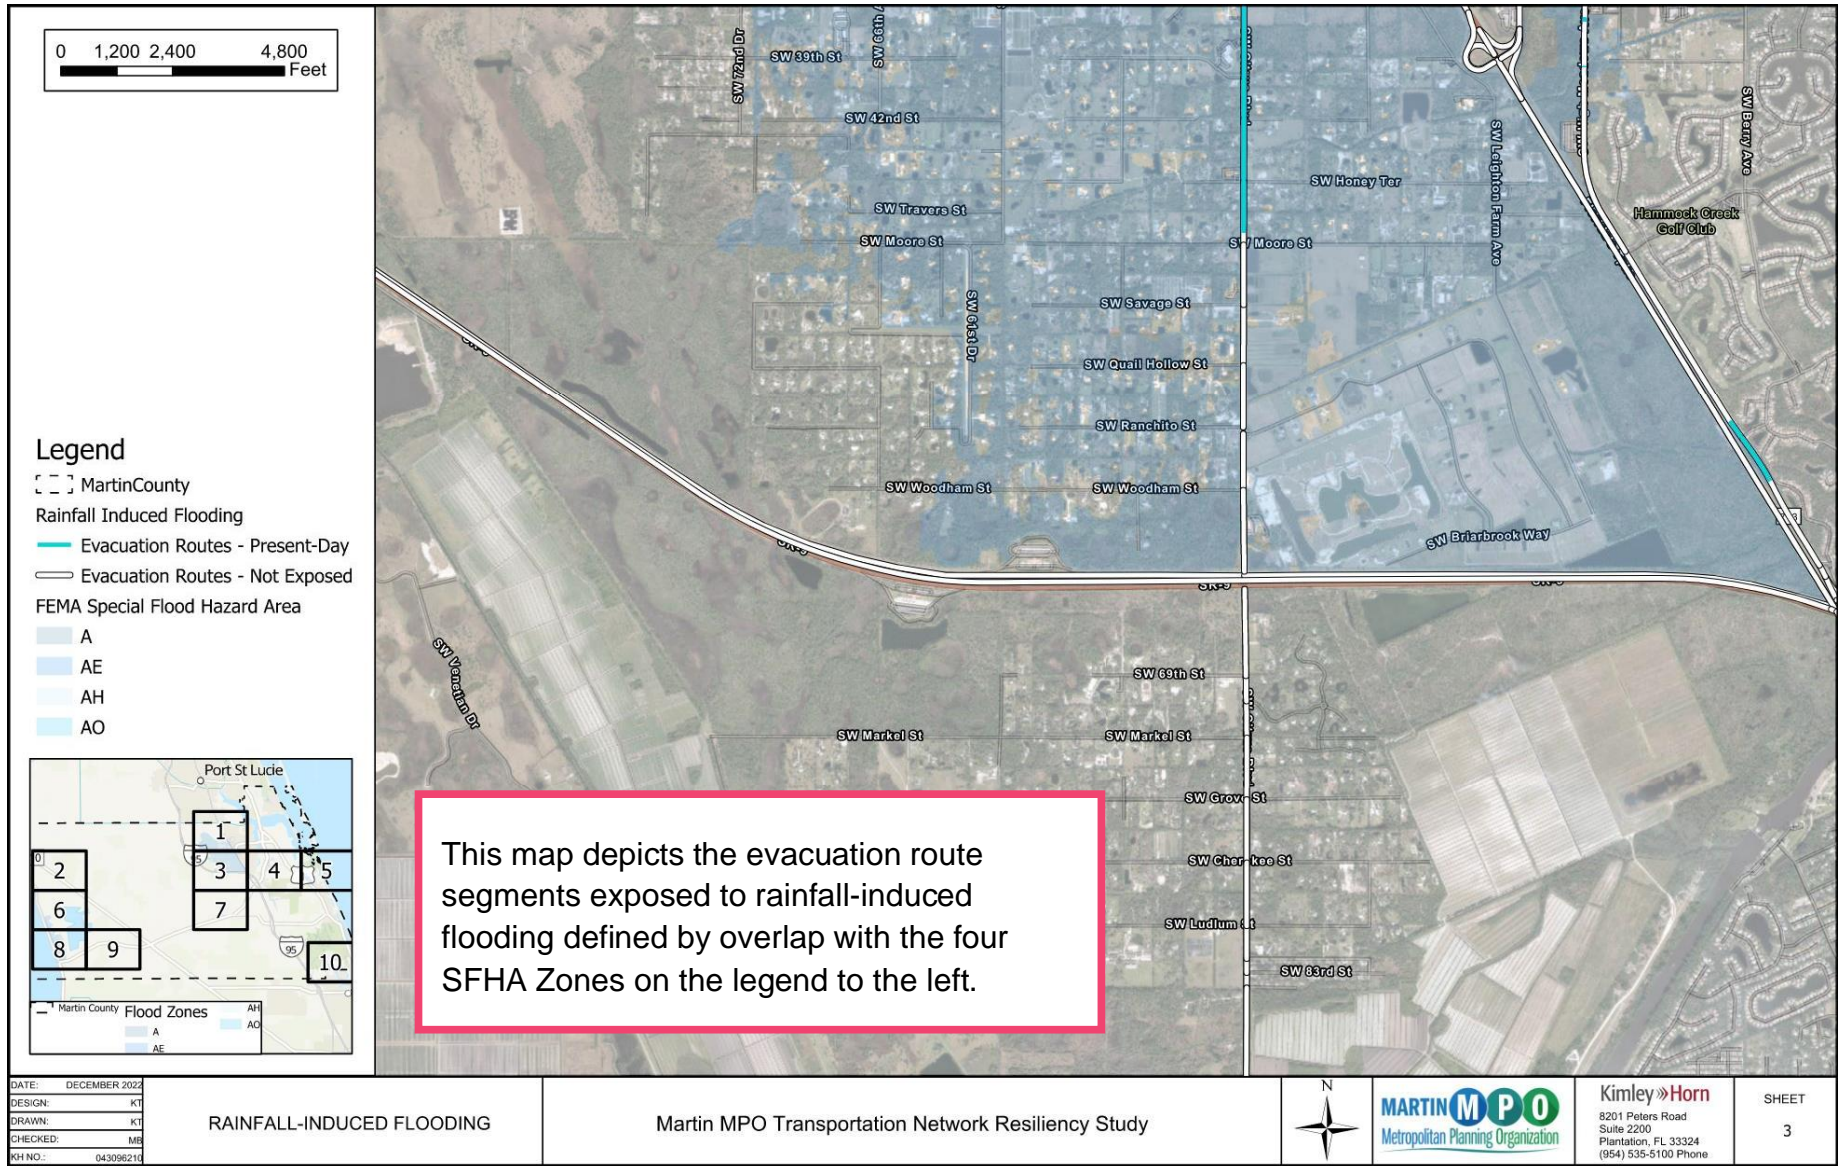 0 1,200 2,400 4,800
Feet
Legend
MartinCounty
Rainfall Induced Flooding
Evacuation Routes - Present-Day
Evacuation Routes - Not Exposed
FEMA Special Flood Hazard Area
A
AE
AH
AO
Port St Lucie
1
2
3
4
5
6
7
8
9
10
95
95
Martin County
Flood Zones
A
AE
AH
AO
SW 72nd Dr
SW 39th St
SW 66th
SW 42nd St
SW Travers St
SW Moore St
SW 61st Dr
SW Honey Ter
SW Leighton Farm Ave
SW Berry Ave
Hammock Creek
Golf Club
SW Moore St
SW Savage St
SW Quail Hollow St
SW Ranchito St
SW Woodham St
SW Woodham St
SW Briarbrook Way
SR-9
SR-9
SW Venetian Dr
SW 69th St
SW Markel St
SW Markel St
SW Grove St
SW Cherokee St
SW Ludlum St
SW 83rd St
This map depicts the evacuation route
segments exposed to rainfall-induced
flooding defined by overlap with the four
SFHA Zones on the legend to the left.
DATE: DECEMBER 2022
DESIGN: KT
DRAWN: KT
CHECKED: MB
KH NO.: 043096210
RAINFALL-INDUCED FLOODING
Martin MPO Transportation Network Resiliency Study
N
MARTIN MPO
Metropolitan Planning Organization
Kimley»Horn
8201 Peters Road
Suite 2200
Plantation, FL 33324
(954) 535-5100 Phone
SHEET
3